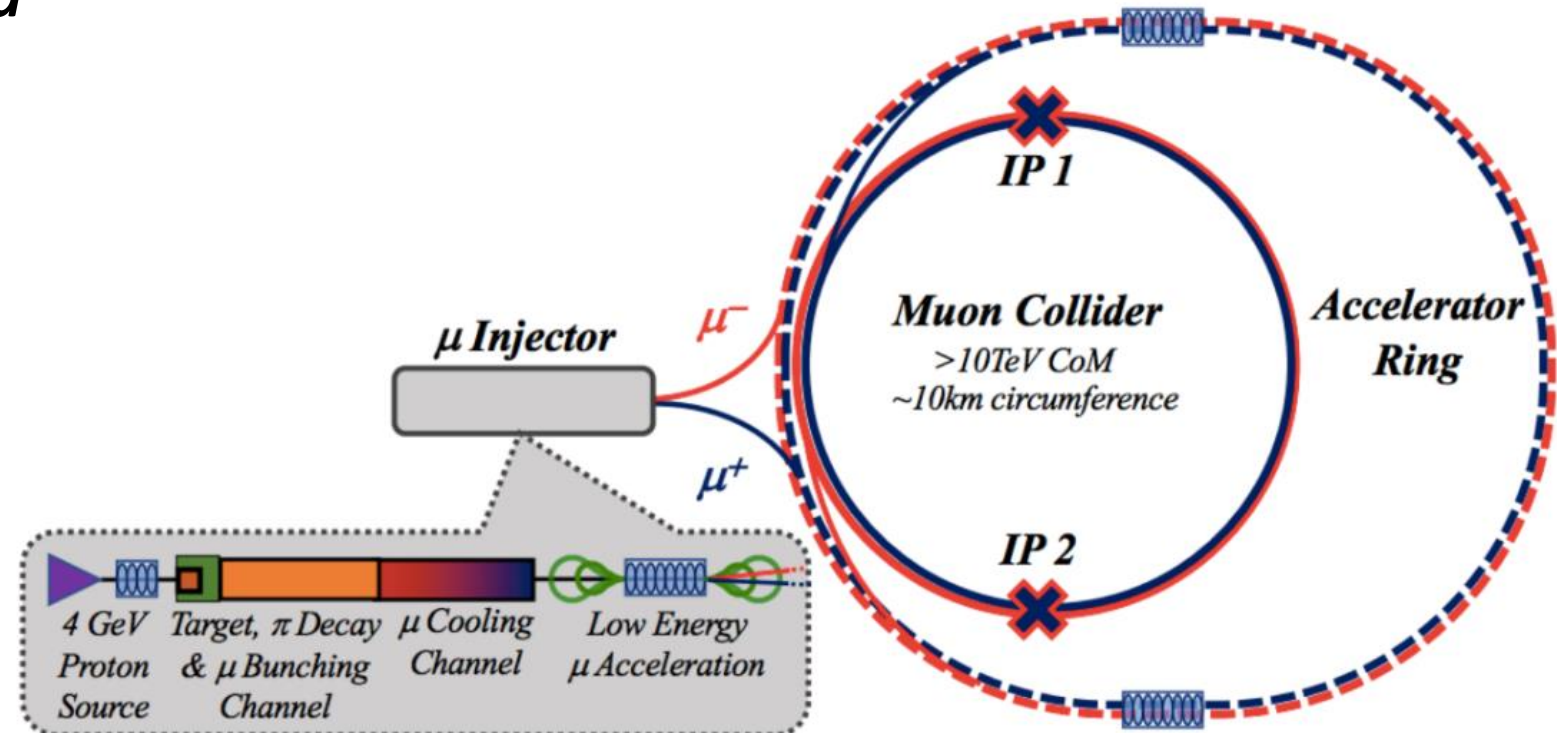 IP 1
Muon Collider
>10TeV CoM
~10km circumference
Accelerator
Ring
μ Injector
μ⁻
μ⁺
IP 2
4 GeV
Proton
Source
Target, π Decay
& μ Bunching
Channel
μ Cooling
Channel
Low Energy
μ Acceleration